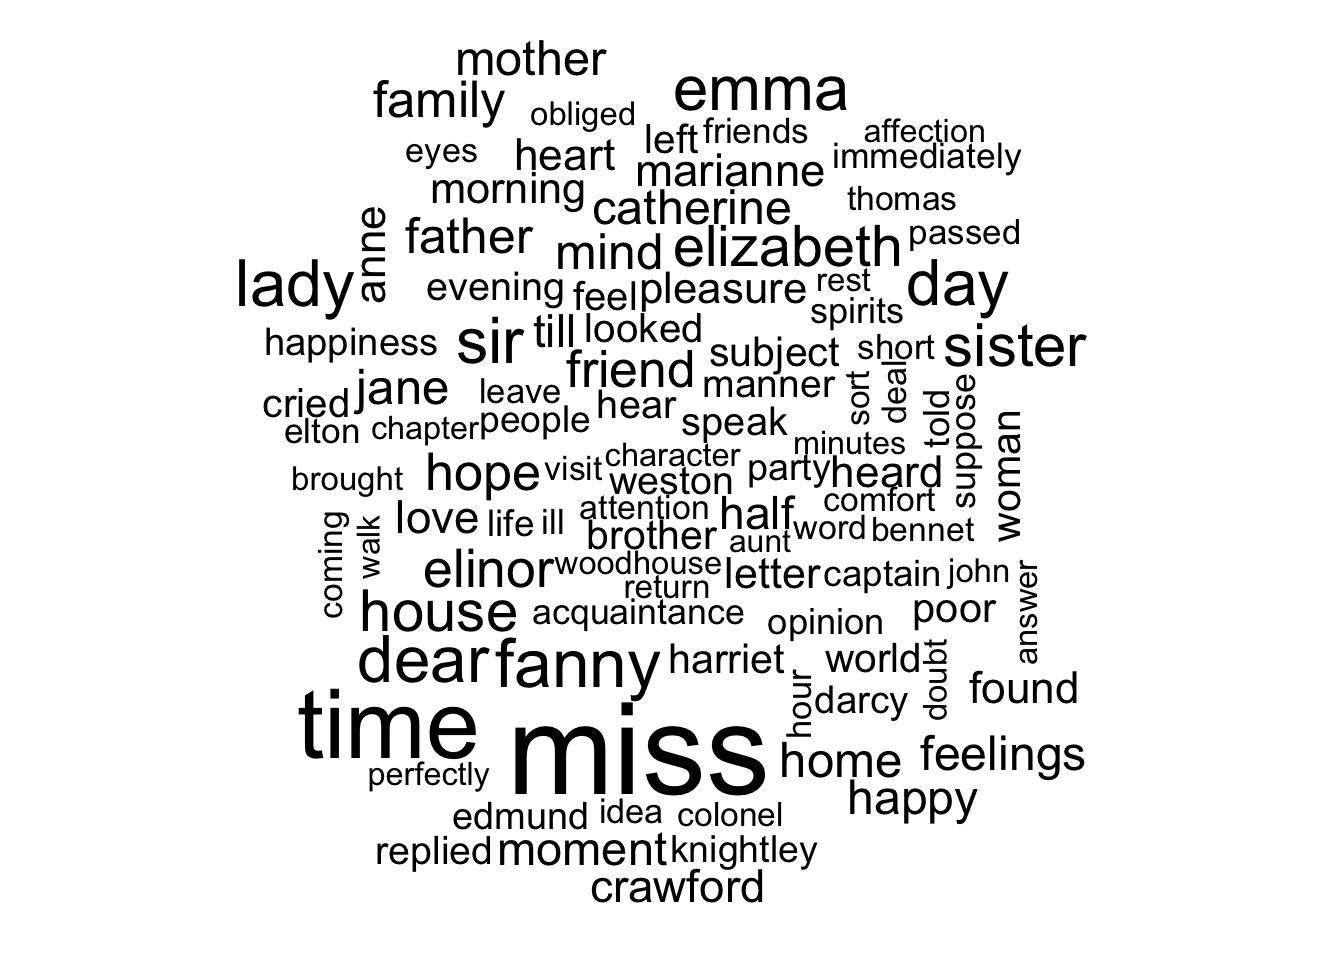 mother
family
emma
obliged
left
friends
affection
eyes
heart
marianne
immediately
morning
catherine
thomas
anne
father
mind
elizabeth
passed
lady
evening
feel
pleasure
rest
day
spirits
happiness
sir
till
looked
subject
short
sister
friend
jane
leave
manner
sort
deal
cried
people
hear
speak
told
suppose
elton
chapter
minutes
woman
brought
hope
visit
character
weston
party
heard
attention
comfort
coming
walk
love
life
ill
brother
half
word
bennet
aunt
elinor
woodhouse
return
letter
captain
john
answer
house
acquaintance
opinion
poor
dear
fanny
harriet
world
doubt
time
miss
hour
darcy
found
perfectly
home
feelings
happy
edmund
idea
colonel
replied
moment
knightley
crawford